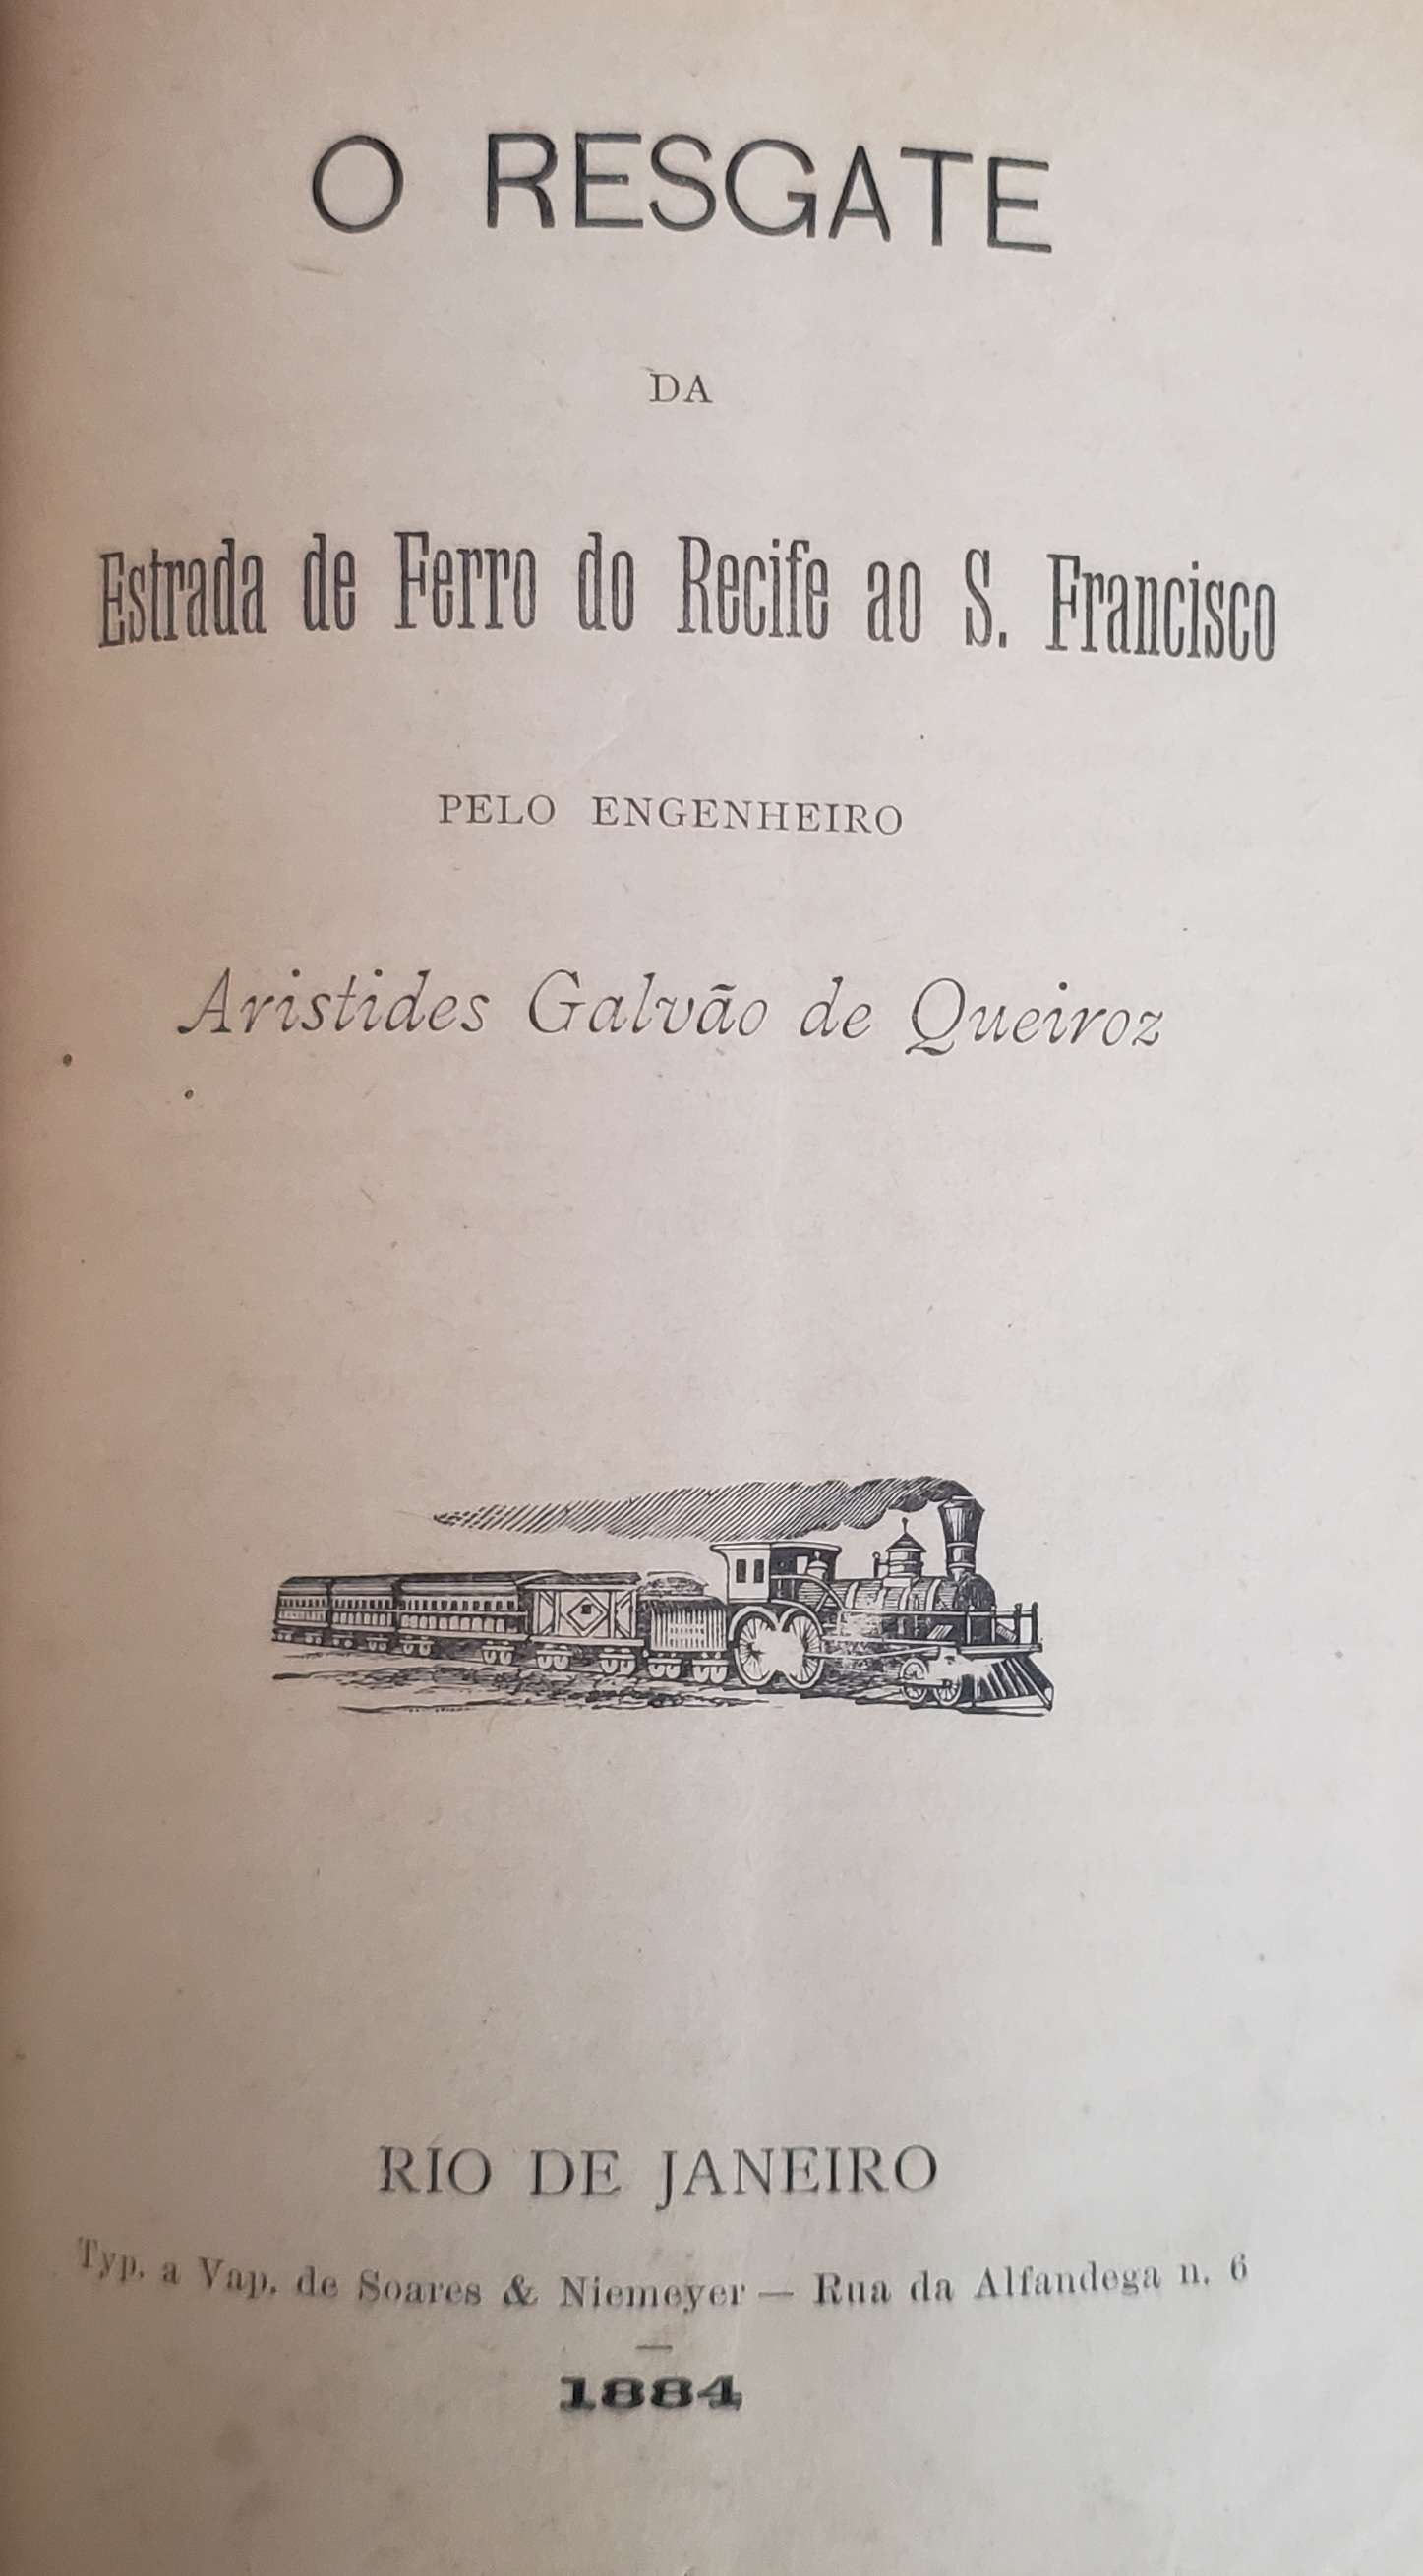 O RESGATE
DA
Estrada de Ferro do Recife ao S. Francisco
PELO ENGENHEIRO
Aristides Galvão de Queiroz
RIO DE JANEIRO
Typ. a Vap. de Soares & Niemeyer — Rua da Alfandega n. 6
1884